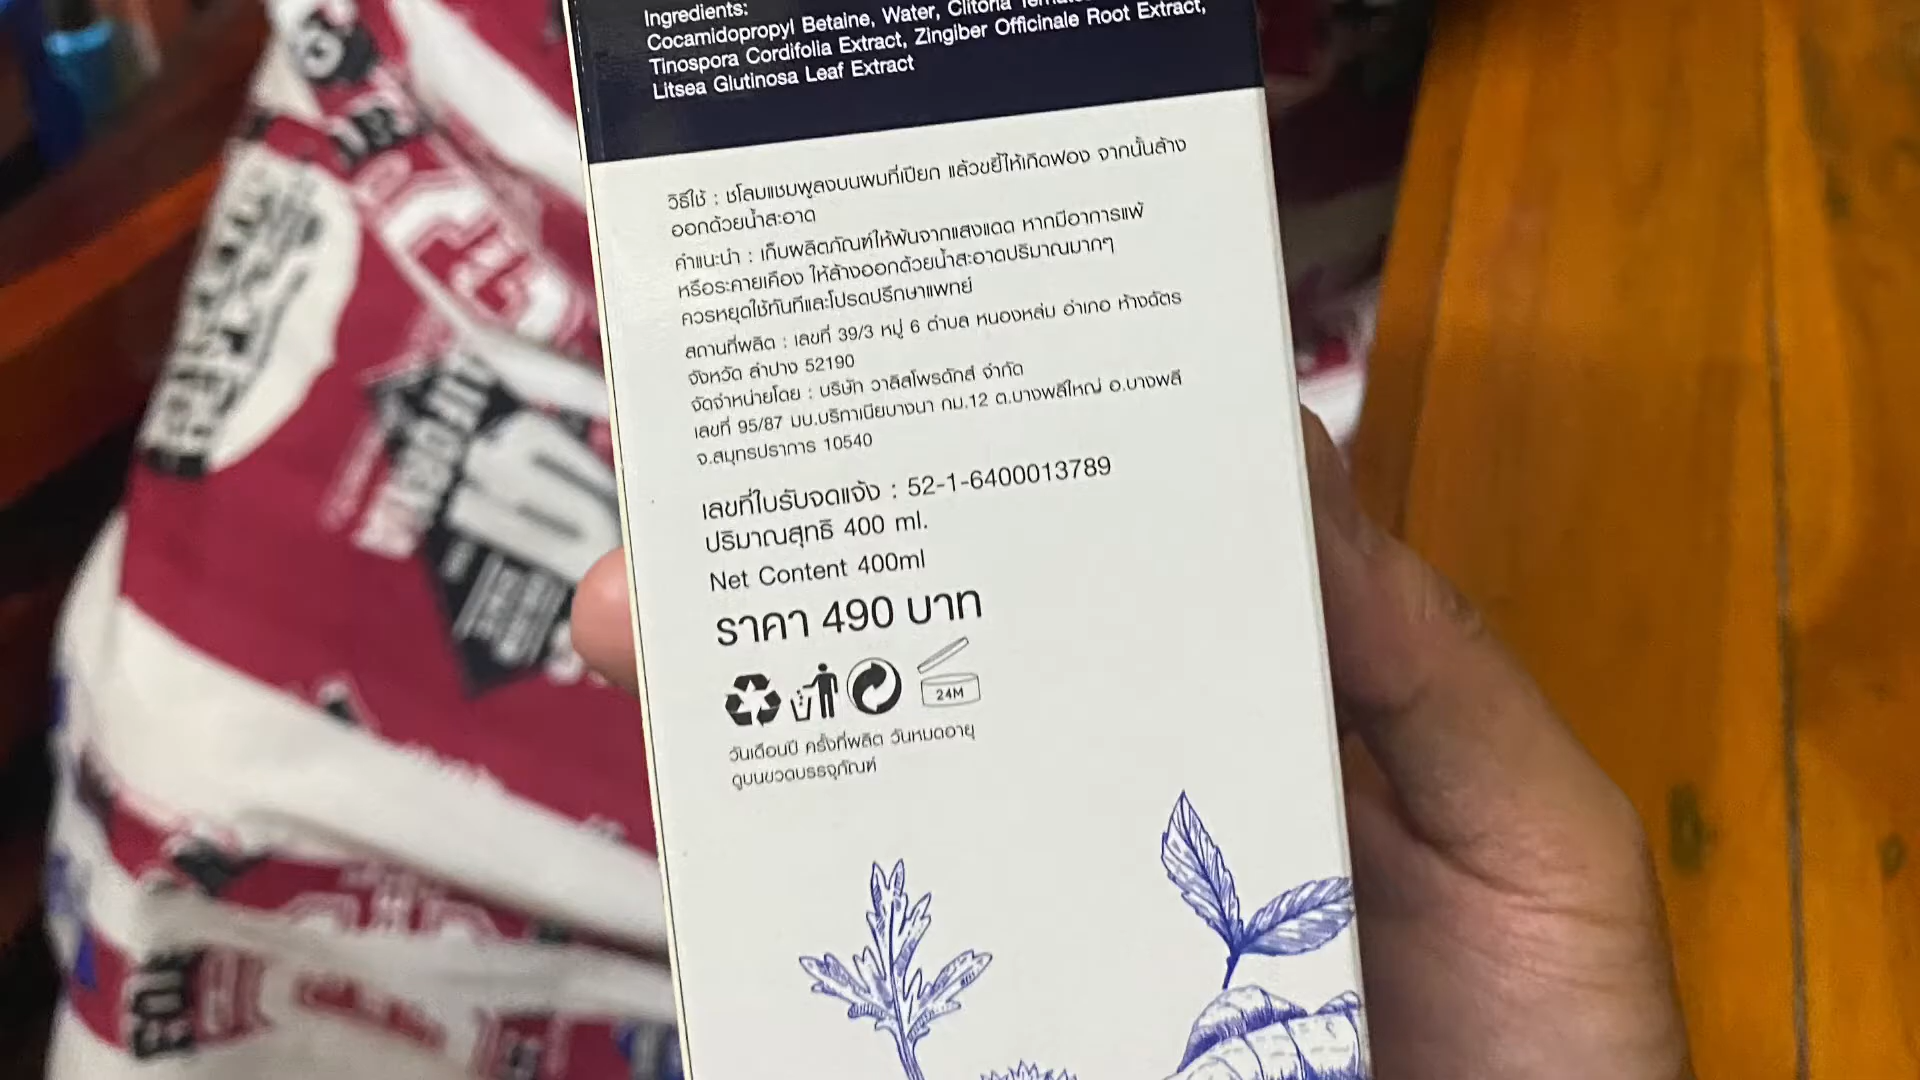 Ingredients:
Cocamidopropyl Betaine, Water, Clitoria
Tinospora Cordifolia Extract, Zingiber Officinale Root Extract,
Litsea Glutinosa Leaf Extract
วิธีใช้ : ชโลมแชมพูลงบนผมที่เปียก แล้วขยี้ให้เกิดฟอง จากนั้นล้าง
ออกด้วยน้ำสะอาด
คำแนะนำ : เก็บผลิตภัณฑ์ให้พ้นจากแสงแดด หากมีอาการแพ้
หรือระคายเคือง ให้ล้างออกด้วยน้ำสะอาดปริมาณมากๆ
ควรหยุดใช้ทันทีและโปรดปรึกษาแพทย์
สถานที่ผลิต : เลขที่ 39/3 หมู่ 6 ตำบล หนองหล่ม อำเภอ ห้างฉัตร
จังหวัด ลำปาง 52190
จัดจำหน่ายโดย : บริษัท วาลิสโพรดักส์ จำกัด
เลขที่ 95/87 มบ.บริทาเนียบางนา กม.12 ต.บางพลีใหญ่ อ.บางพลี
จ.สมุทรปราการ 10540
เลขที่ใบรับจดแจ้ง : 52-1-6400013789
ปริมาณสุทธิ 400 ml.
Net Content 400ml
ราคา 490 บาท
24M
วันเดือนปี ครั้งที่ผลิต วันหมดอายุ
ดูบนขวดบรรจุภัณฑ์